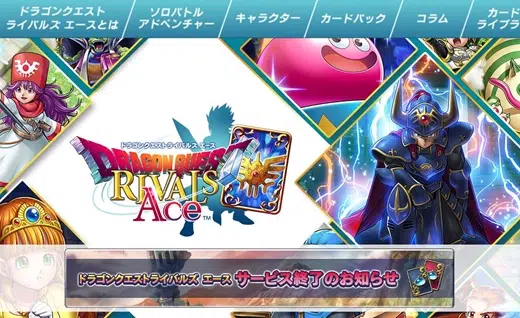 ドラゴンクエスト
ライバルズ エースとは
ソロバトル
アドベンチャー
キャラクター
カードパック
コラム
カード
ライブラ
ドラゴンクエストライバルズ エース
DRAGON QUEST
RIVALS
Ace™
ドラゴンクエストライバルズ エース サービス終了のお知らせ